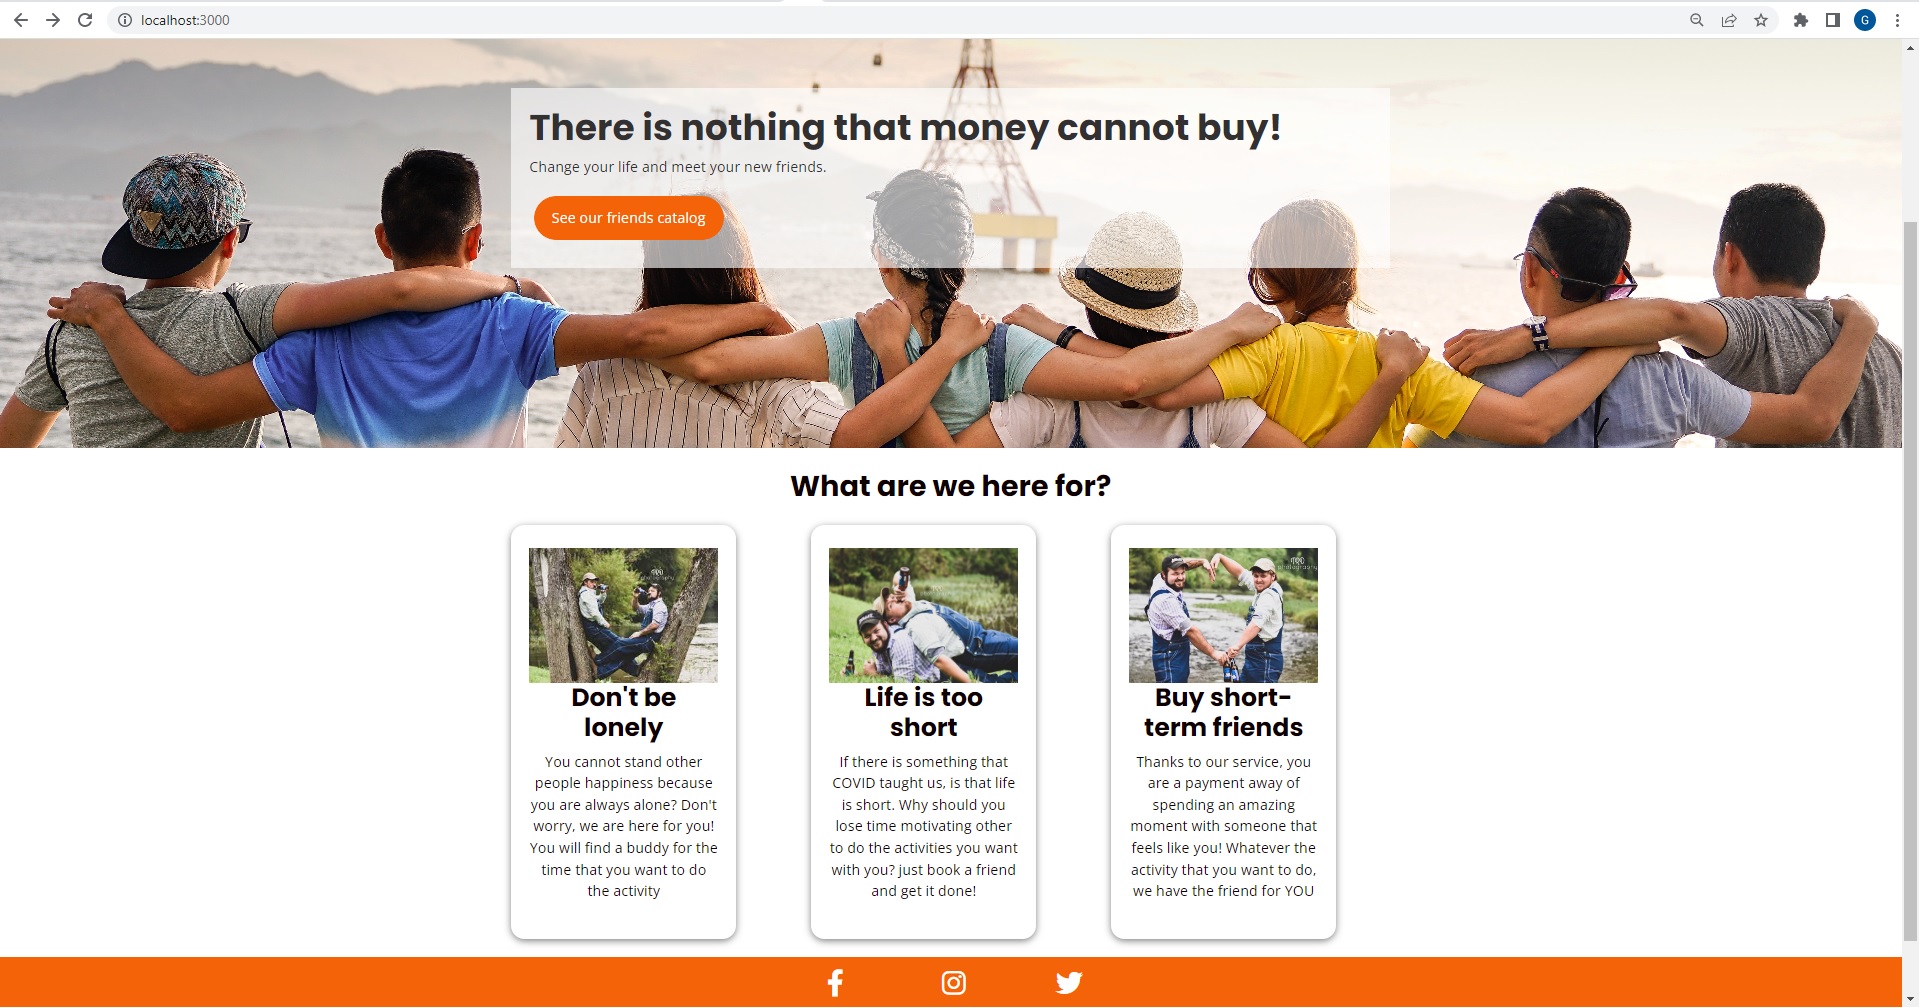 localhost:3000
G
There is nothing that money cannot buy!
Change your life and meet your new friends.
See our friends catalog
What are we here for?
Don't be
lonely
You cannot stand other
people happiness because
you are always alone? Don't
worry, we are here for you!
You will find a buddy for the
time that you want to do
the activity
Life is too
short
If there is something that
COVID taught us, is that life
is short. Why should you
lose time motivating other
to do the activities you want
with you? just book a friend
and get it done!
photography
Buy short-
term friends
Thanks to our service, you
are a payment away of
spending an amazing
moment with someone that
feels like you! Whatever the
activity that you want to do,
we have the friend for YOU